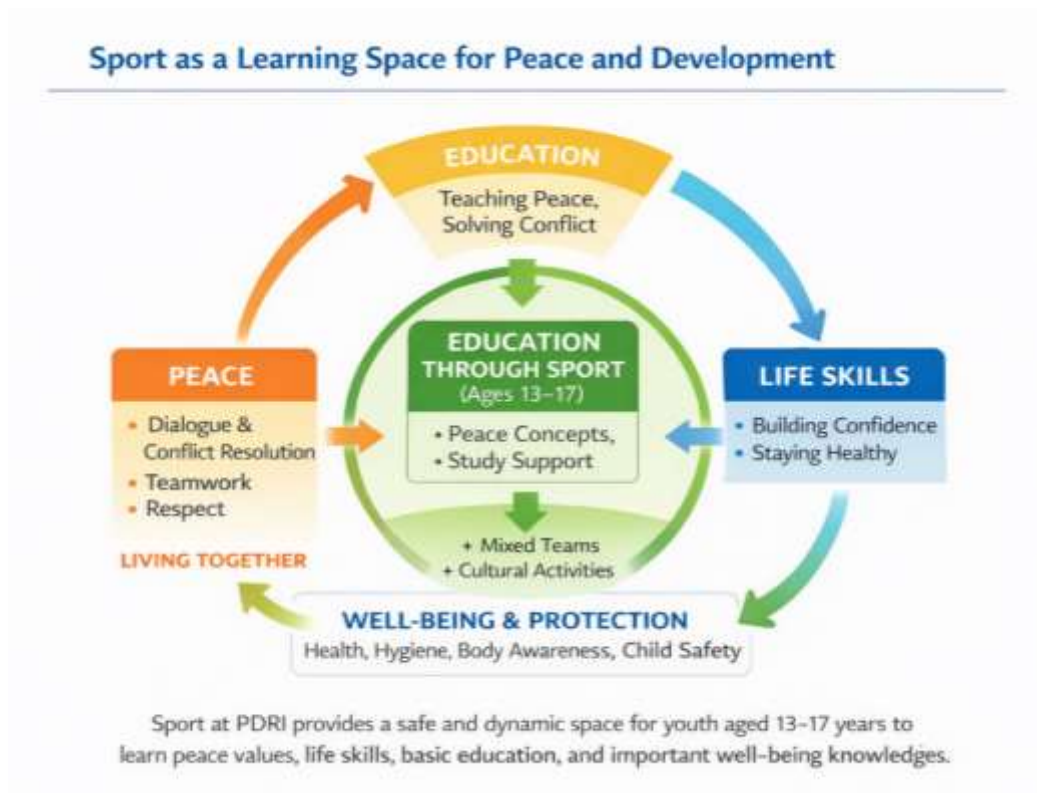 Sport as a Learning Space for Peace and Development
EDUCATION
Teaching Peace,
Solving Conflict
EDUCATION
THROUGH SPORT
(Ages 13–17)
• Peace Concepts,
• Study Support
+ Mixed Teams
+ Cultural Activities
PEACE
• Dialogue &
Conflict Resolution
• Teamwork
• Respect
LIVING TOGETHER
LIFE SKILLS
• Building Confidence
• Staying Healthy
WELL-BEING & PROTECTION
Health, Hygiene, Body Awareness, Child Safety
Sport at PDRI provides a safe and dynamic space for youth aged 13–17 years to
learn peace values, life skills, basic education, and important well-being knowledges.